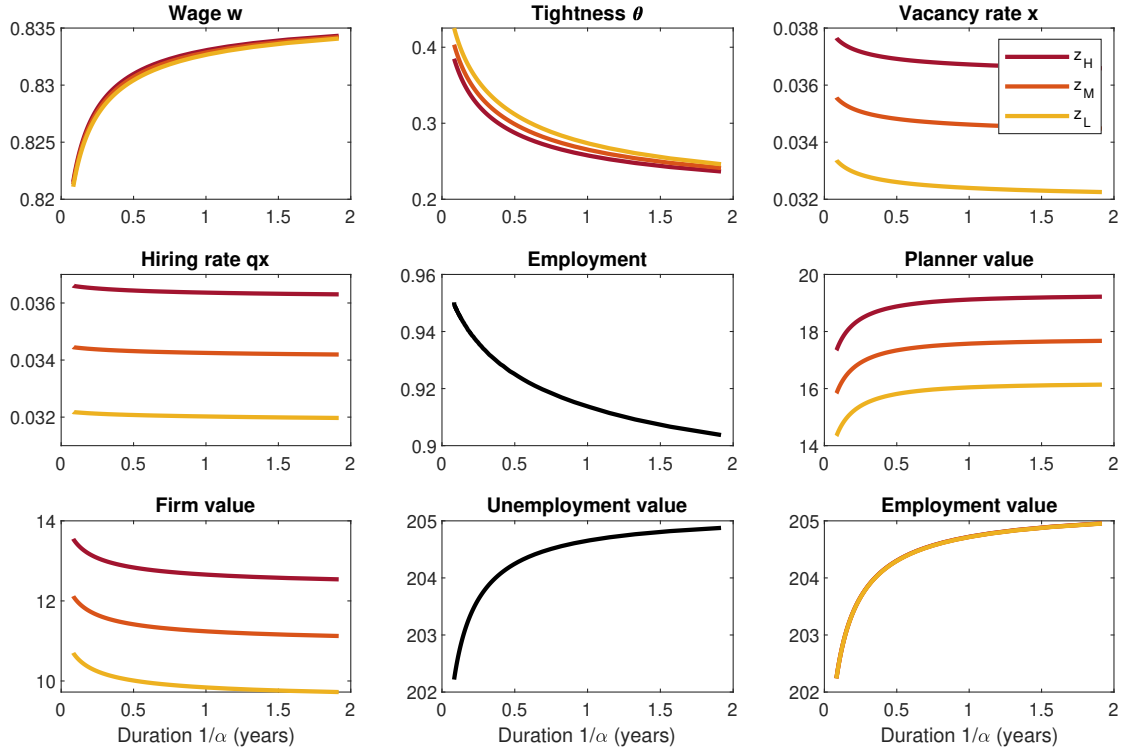 Wage w
0.835
0.83
0.825
0.82
0 0.5 1 1.5 2
Tightness θ
0.4
0.3
0.2
0 0.5 1 1.5 2
Vacancy rate x
0.038
0.036
0.034
0.032
0 0.5 1 1.5 2
z_H
z_M
z_L
Hiring rate qx
0.036
0.034
0.032
0 0.5 1 1.5 2
Employment
0.96
0.94
0.92
0.9
0 0.5 1 1.5 2
Planner value
20
18
16
14
0 0.5 1 1.5 2
Firm value
14
12
10
0 0.5 1 1.5 2
Duration 1/α (years)
Unemployment value
205
204
203
202
0 0.5 1 1.5 2
Duration 1/α (years)
Employment value
205
204
203
202
0 0.5 1 1.5 2
Duration 1/α (years)